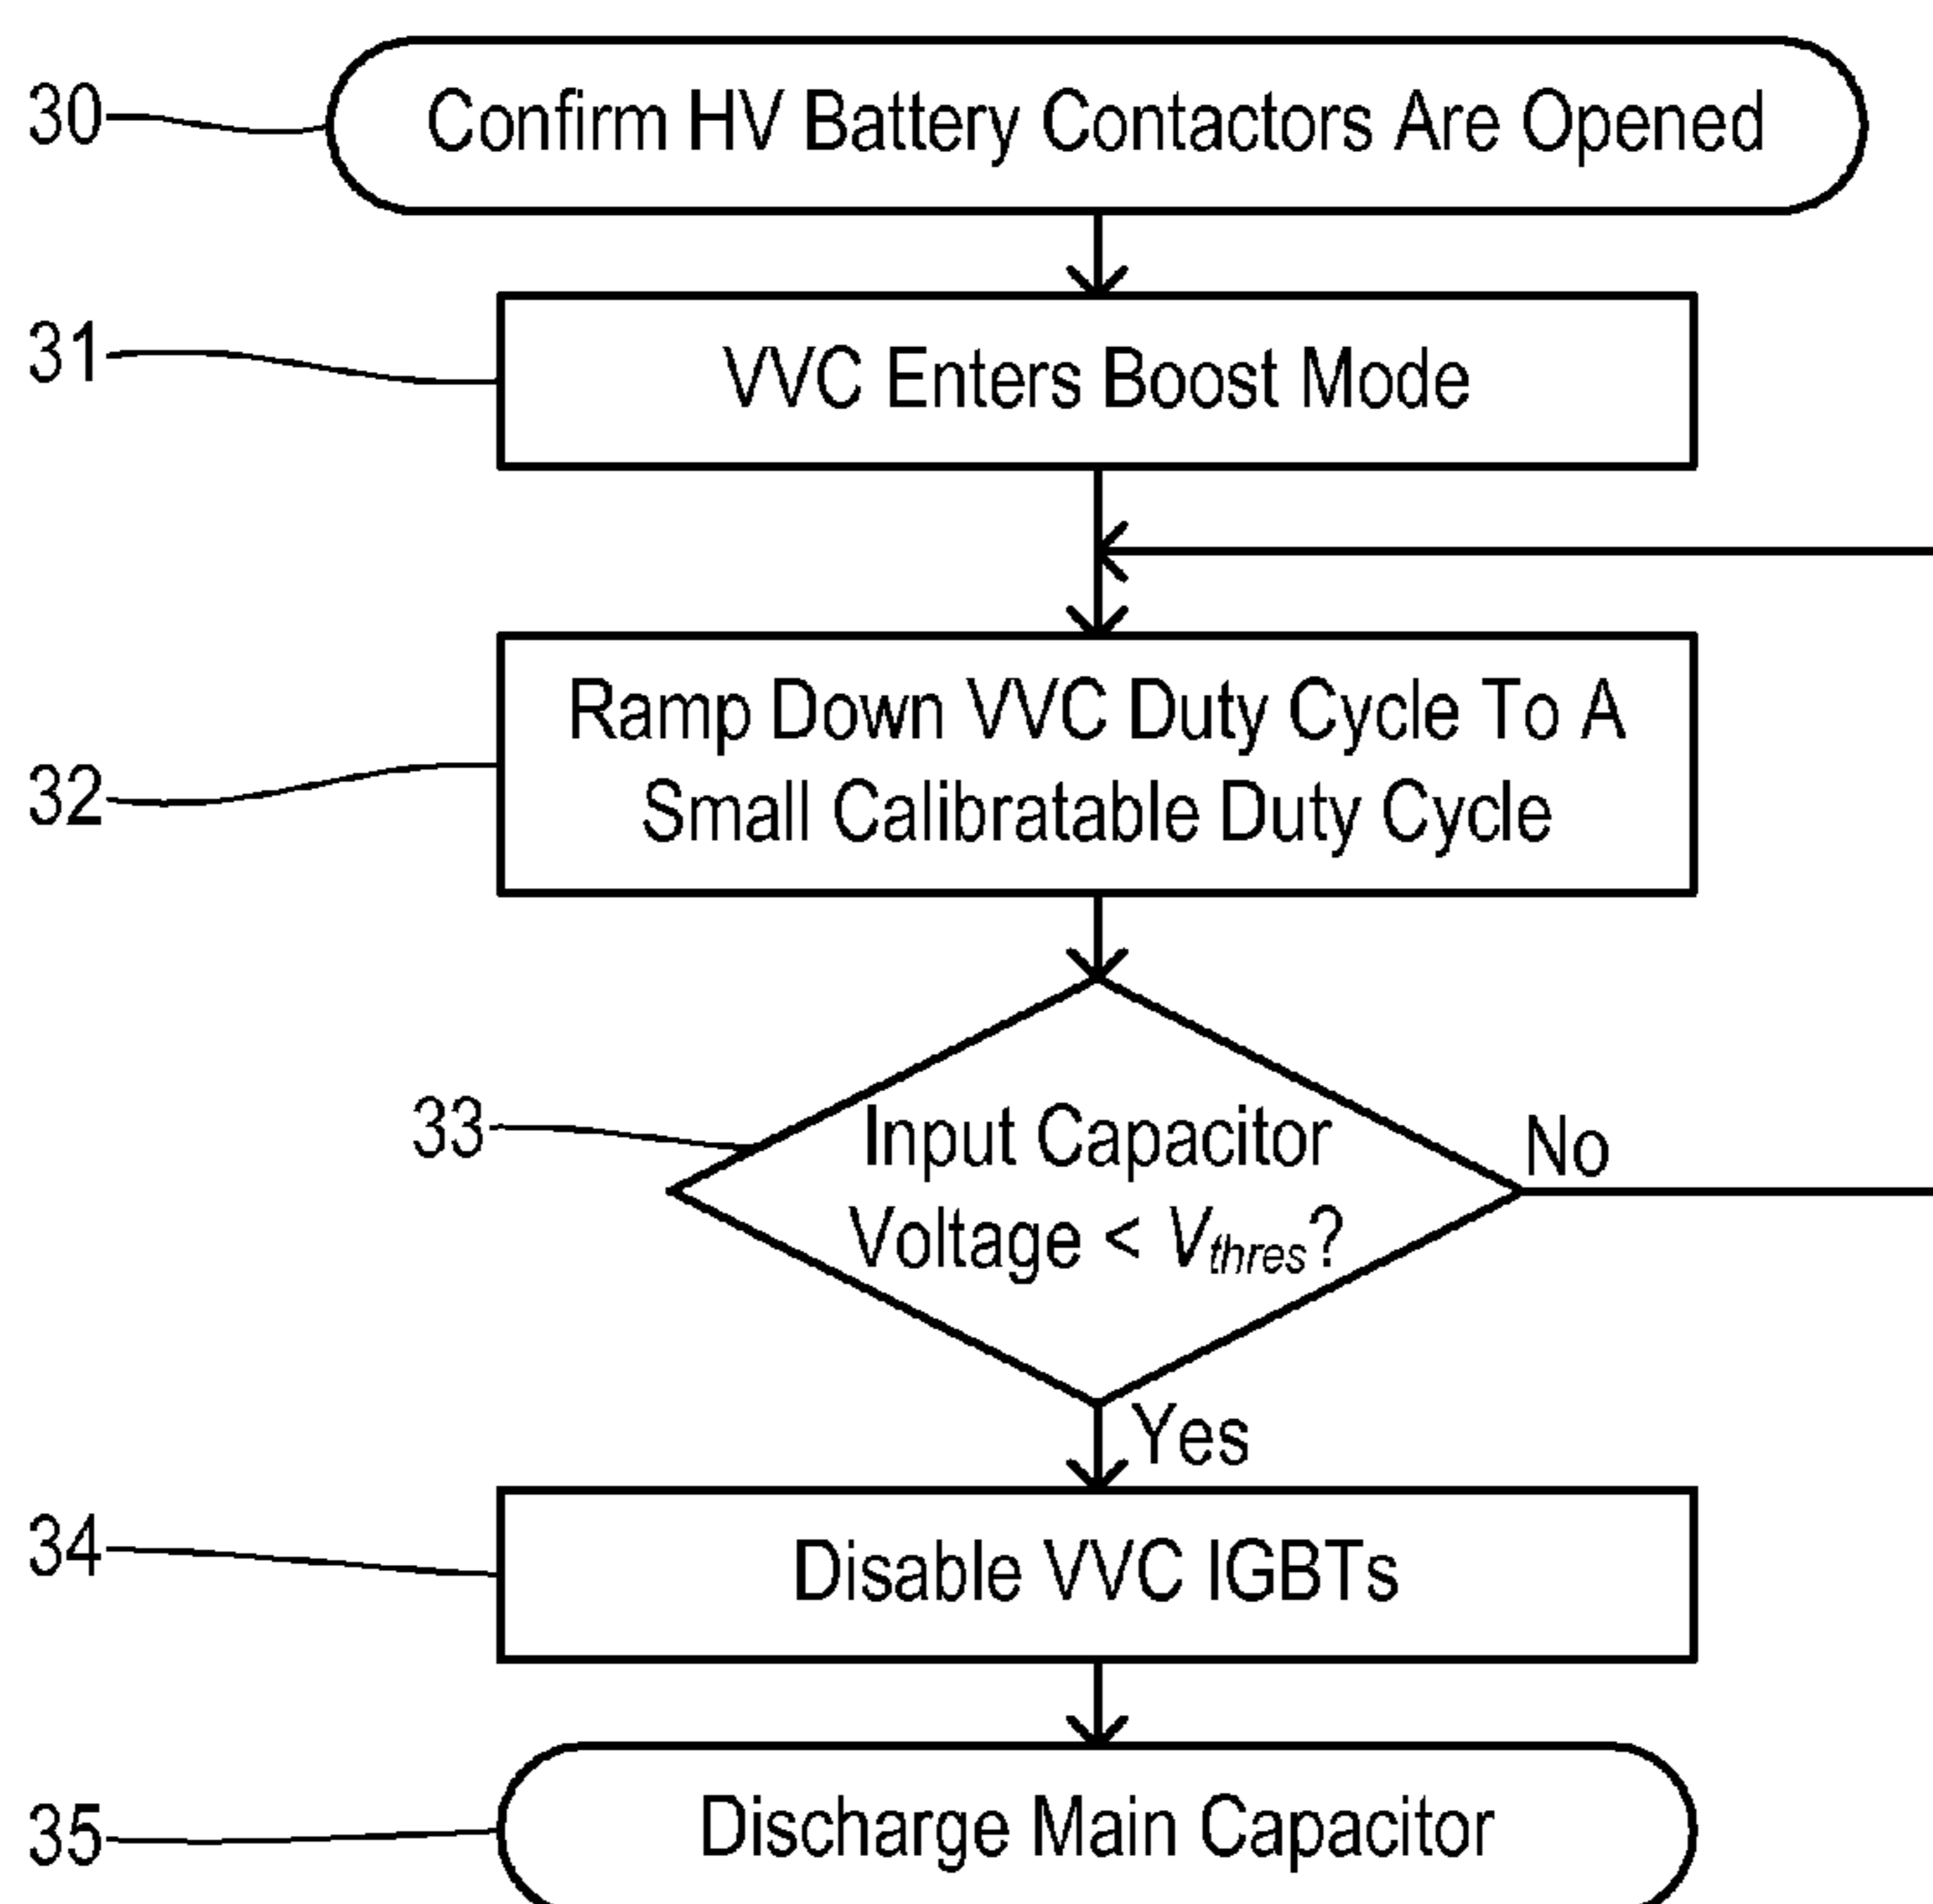 30
Confirm HV Battery Contactors Are Opened
31
VVC Enters Boost Mode
32
Ramp Down VVC Duty Cycle To A
Small Calibratable Duty Cycle
33
Input Capacitor
Voltage < Vthres?
No
Yes
34
Disable VVC IGBTs
35
Discharge Main Capacitor